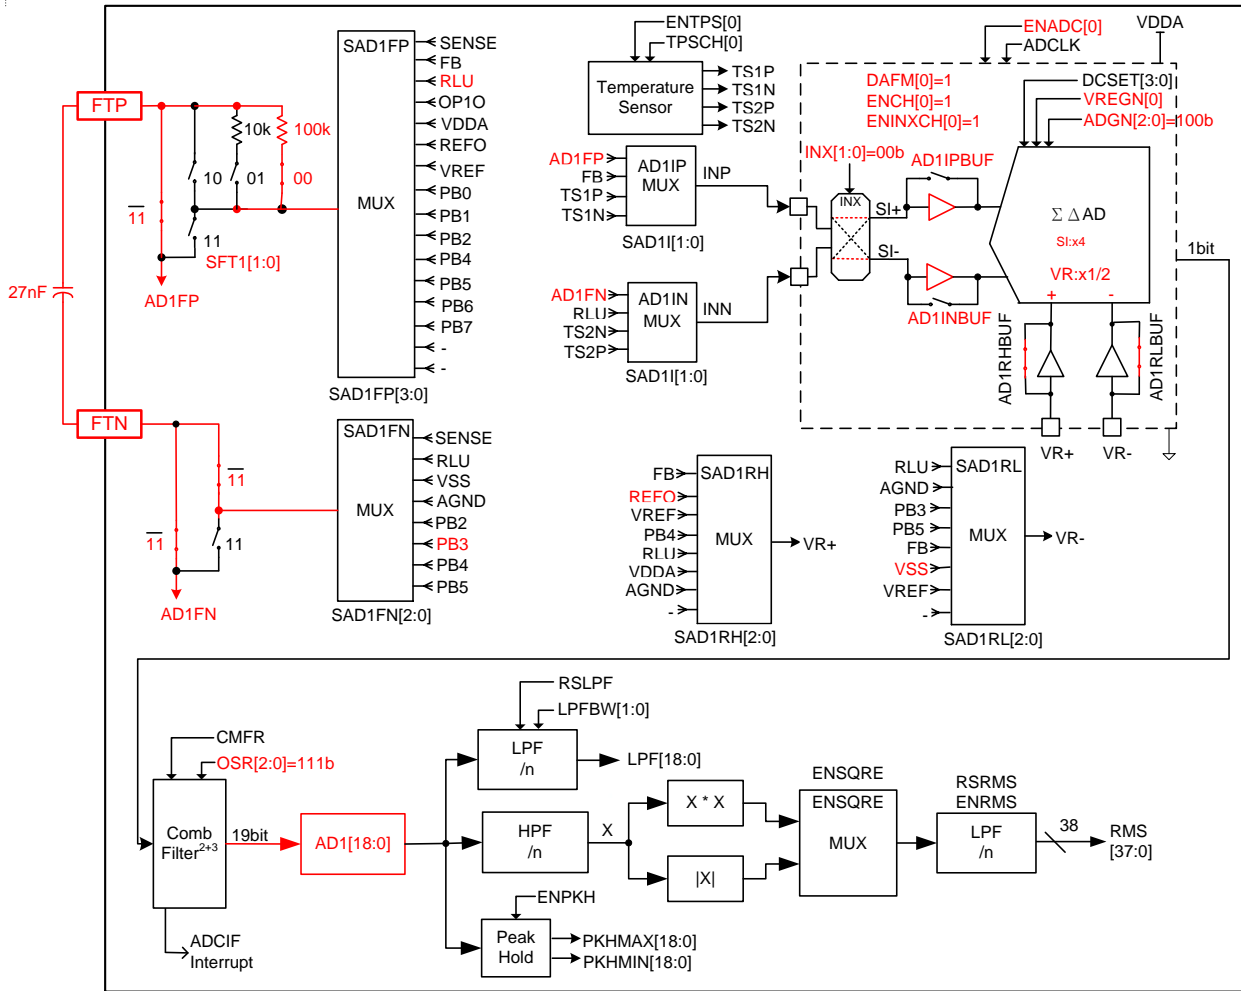 ENTPS[0]
TPSCH[0]
ENADC[0]
ADCLK
VDDA
SAD1FP
SENSE
FB
RLU
OP1O
VDDA
REFO
VREF
PB0
PB1
PB2
PB4
PB5
PB6
PB7
-
-
MUX
SAD1FP[3:0]
FTP
10k
100k
10
01
00
11
11
SFT1[1:0]
AD1FP
27nF
Temperature
Sensor
TS1P
TS1N
TS2P
TS2N
DAFM[0]=1
ENCH[0]=1
ENINXCH[0]=1
DCSET[3:0]
VREGN[0]
ADGN[2:0]=100b
INX[1:0]=00b
AD1FP
FB
TS1P
TS1N
AD1IP
MUX
INP
SAD1I[1:0]
INX
SI+
SI-
AD1IPBUF
AD1INBUF
Σ ΔAD
SI:x4
VR:x1/2
+
-
1bit
AD1FN
RLU
TS2N
TS2P
AD1IN
MUX
INN
SAD1I[1:0]
AD1RHBUF
AD1RLBUF
VR+
VR-
FTN
11
11
11
AD1FN
SAD1FN
MUX
SENSE
RLU
VSS
AGND
PB2
PB3
PB4
PB5
SAD1FN[2:0]
FB
REFO
VREF
PB4
RLU
VDDA
AGND
-
SAD1RH
MUX
VR+
SAD1RH[2:0]
RLU
AGND
PB3
PB5
FB
VSS
VREF
-
SAD1RL
MUX
VR-
SAD1RL[2:0]
CMFR
OSR[2:0]=111b
Comb
Filter2+3
19bit
AD1[18:0]
ADCIF
Interrupt
RSLPF
LPFBW[1:0]
LPF
/n
LPF[18:0]
HPF
/n
X
X * X
|X|
ENPKH
Peak
Hold
PKHMAX[18:0]
PKHMIN[18:0]
ENSQRE
ENSQRE
MUX
RSRMS
ENRMS
LPF
/n
38
RMS
[37:0]